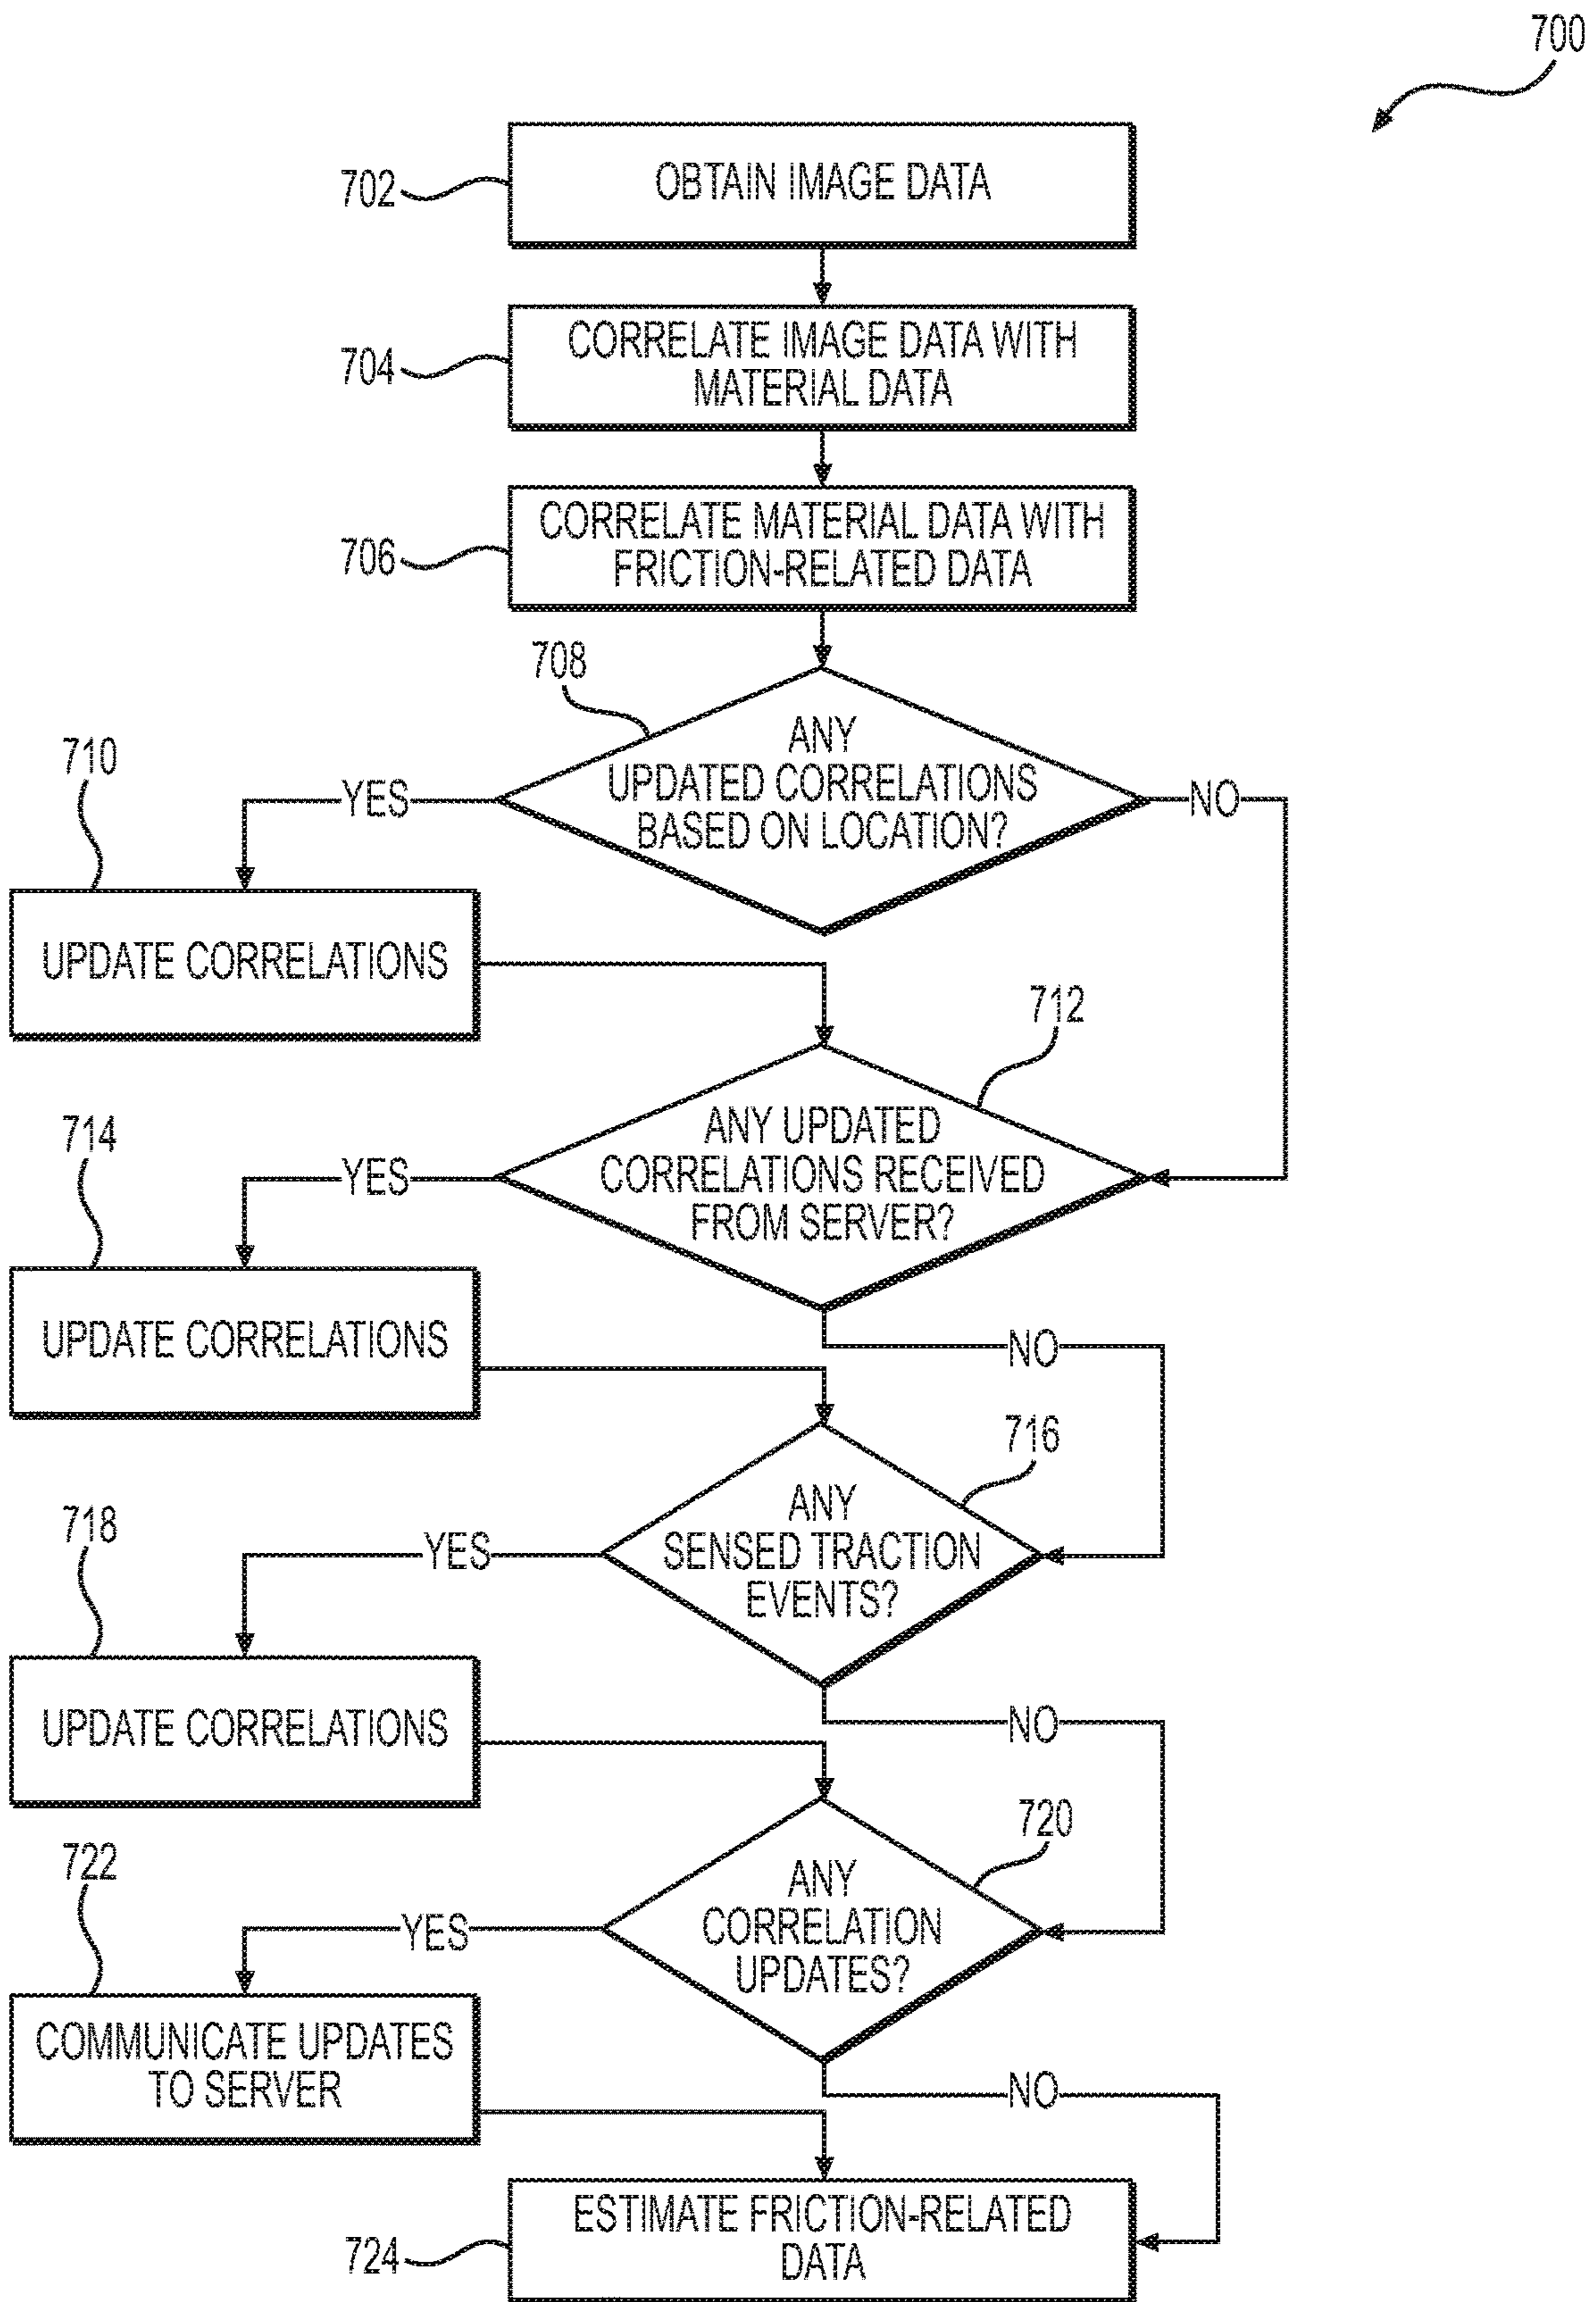 700
702
OBTAIN IMAGE DATA
704
CORRELATE IMAGE DATA WITH
MATERIAL DATA
706
CORRELATE MATERIAL DATA WITH
FRICTION-RELATED DATA
708
ANY
UPDATED CORRELATIONS
BASED ON LOCATION?
YES
NO
710
UPDATE CORRELATIONS
712
ANY UPDATED
CORRELATIONS RECEIVED
FROM SERVER?
YES
NO
714
UPDATE CORRELATIONS
716
ANY
SENSED TRACTION
EVENTS?
YES
NO
718
UPDATE CORRELATIONS
720
ANY
CORRELATION
UPDATES?
YES
NO
722
COMMUNICATE UPDATES
TO SERVER
724
ESTIMATE FRICTION-RELATED
DATA